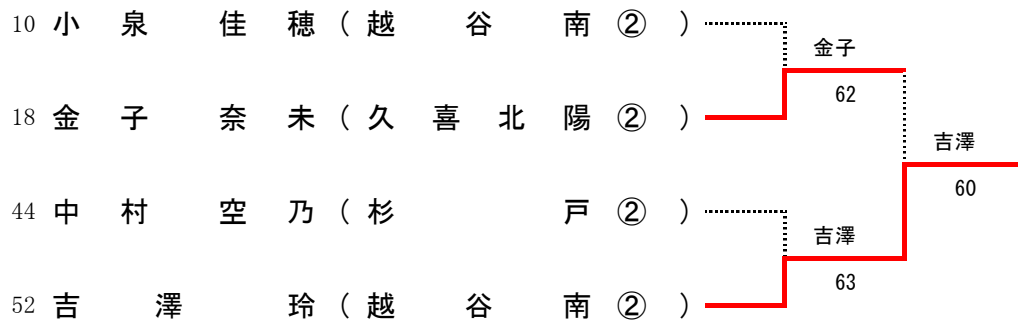 10 小泉 佳穂 ( 越谷南② )
金子
62
18 金子 奈未 ( 久喜北陽② )
吉澤
60
44 中村 空乃 ( 杉戸② )
吉澤
63
52 吉澤 玲 ( 越谷南② )